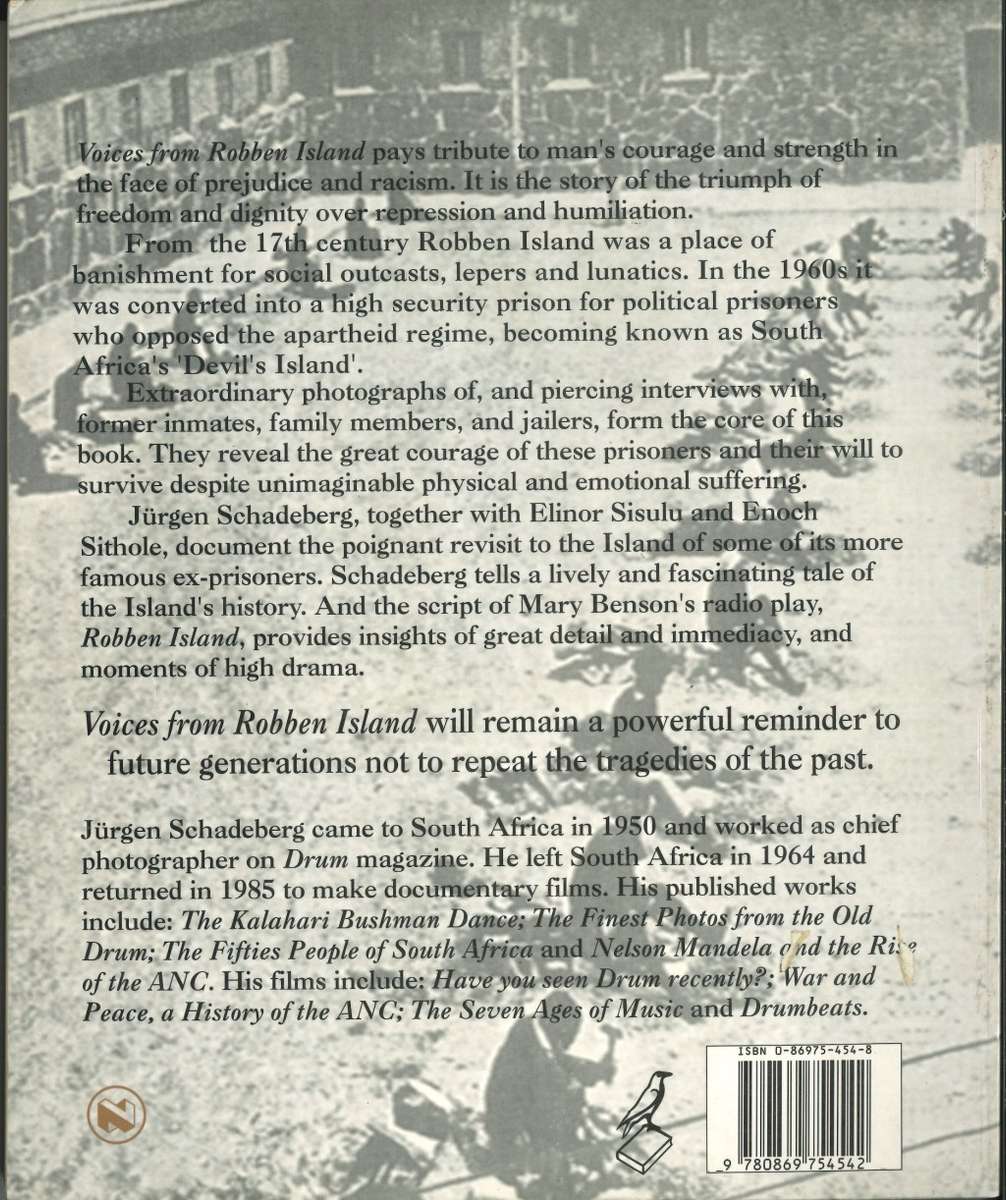 Voices from Robben Island pays tribute to man's courage and strength in
the face of prejudice and racism. It is the story of the triumph of
freedom and dignity over repression and humiliation.
From the 17th century Robben Island was a place of
banishment for social outcasts, lepers and lunatics. In the 1960s it
was converted into a high security prison for political prisoners
who opposed the apartheid regime, becoming known as South
Africa's 'Devil's Island'.
Extraordinary photographs of, and piercing interviews with,
former inmates, family members, and jailers, form the core of this
book. They reveal the great courage of these prisoners and their will to
survive despite unimaginable physical and emotional suffering.
Jürgen Schadeberg, together with Elinor Sisulu and Enoch
Sithole, document the poignant revisit to the Island of some of its more
famous ex-prisoners. Schadeberg tells a lively and fascinating tale of
the Island's history. And the script of Mary Benson's radio play,
Robben Island, provides insights of great detail and immediacy, and
moments of high drama.
Voices from Robben Island will remain a powerful reminder to
future generations not to repeat the tragedies of the past.
Jürgen Schadeberg came to South Africa in 1950 and worked as chief
photographer on Drum magazine. He left South Africa in 1964 and
returned in 1985 to make documentary films. His published works
include: The Kalahari Bushman Dance; The Finest Photos from the Old
Drum; The Fifties People of South Africa and Nelson Mandela and the Rise
of the ANC. His films include: Have you seen Drum recently?; War and
Peace, a History of the ANC; The Seven Ages of Music and Drumbeats.
ISBN 0-86975-454-8
N
9 780869 754542